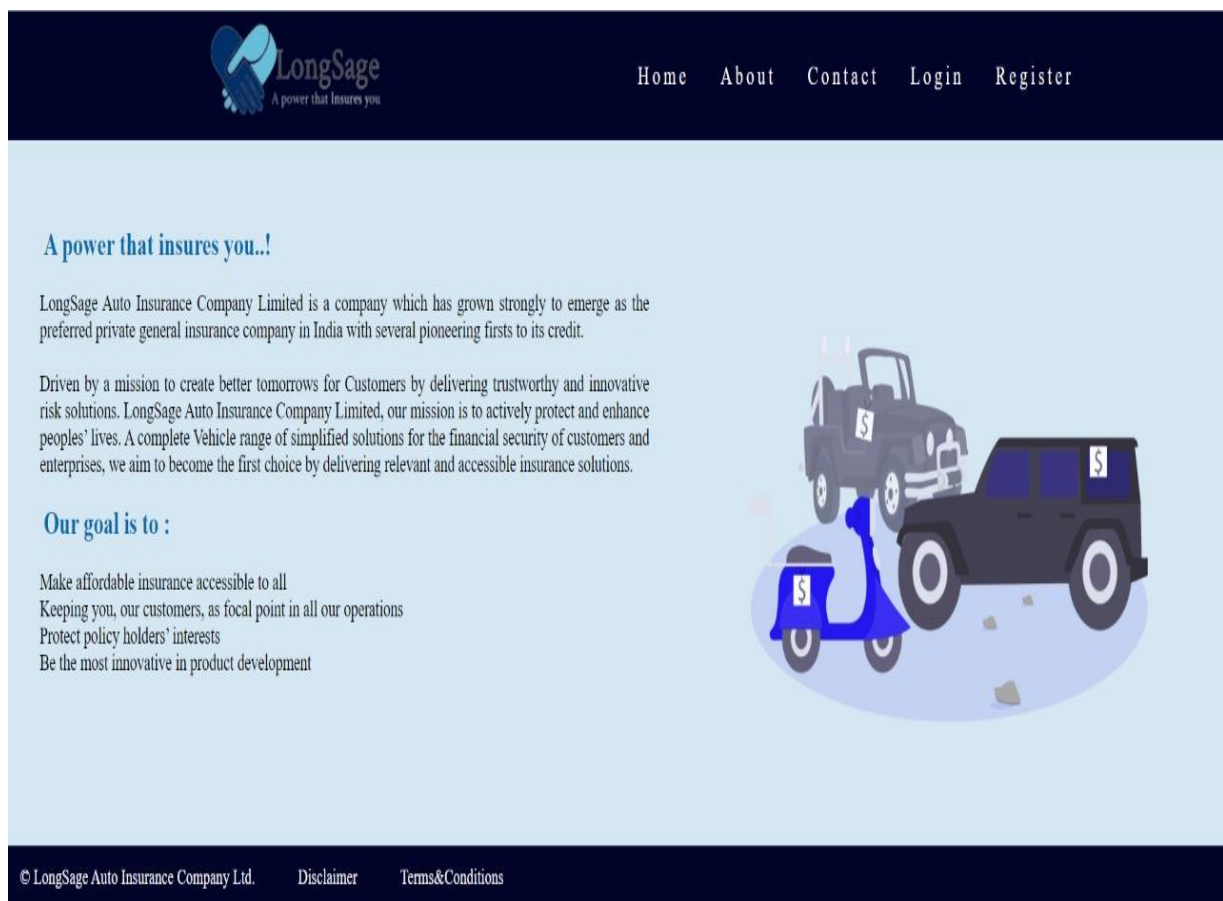 LongSage
A power that Insures you
Home About Contact Login Register
A power that insures you..!
LongSage Auto Insurance Company Limited is a company which has grown strongly to emerge as the
preferred private general insurance company in India with several pioneering firsts to its credit.
Driven by a mission to create better tomorrows for Customers by delivering trustworthy and innovative
risk solutions. LongSage Auto Insurance Company Limited, our mission is to actively protect and enhance
peoples’ lives. A complete Vehicle range of simplified solutions for the financial security of customers and
enterprises, we aim to become the first choice by delivering relevant and accessible insurance solutions.
Our goal is to :
Make affordable insurance accessible to all
Keeping you, our customers, as focal point in all our operations
Protect policy holders’ interests
Be the most innovative in product development
$
$
$
© LongSage Auto Insurance Company Ltd. Disclaimer Terms&Conditions